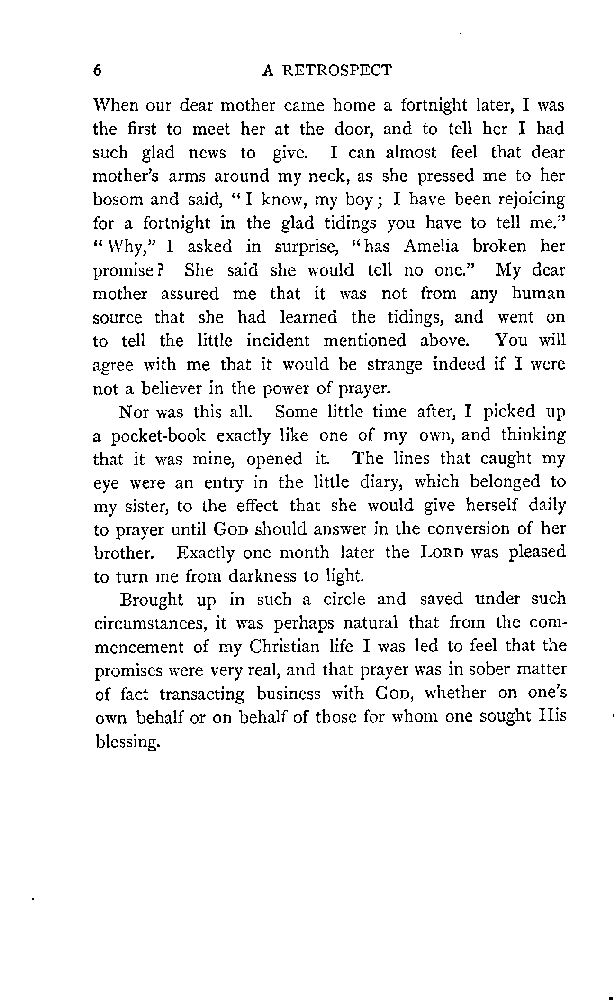 6 A RETROSPECT
When our dear mother came home a fortnight later, I was
the first to meet her at the door, and to tell her I had
such glad news to give. I can almost feel that dear
mother's arms around my neck, as she pressed me to her
bosom and said, “I know, my boy; I have been rejoicing
for a fortnight in the glad tidings you have to tell me.”
“Why,” I asked in surprise, “has Amelia broken her
promise? She said she would tell no one.” My dear
mother assured me that it was not from any human
source that she had learned the tidings, and went on
to tell the little incident mentioned above. You will
agree with me that it would be strange indeed if I were
not a believer in the power of prayer.
Nor was this all. Some little time after, I picked up
a pocket-book exactly like one of my own, and thinking
that it was mine, opened it. The lines that caught my
eye were an entry in the little diary, which belonged to
my sister, to the effect that she would give herself daily
to prayer until GOD should answer in the conversion of her
brother. Exactly one month later the LORD was pleased
to turn me from darkness to light.
Brought up in such a circle and saved under such
circumstances, it was perhaps natural that from the com-
mencement of my Christian life I was led to feel that the
promises were very real, and that prayer was in sober matter
of fact transacting business with GOD, whether on one's
own behalf or on behalf of those for whom one sought His
blessing.